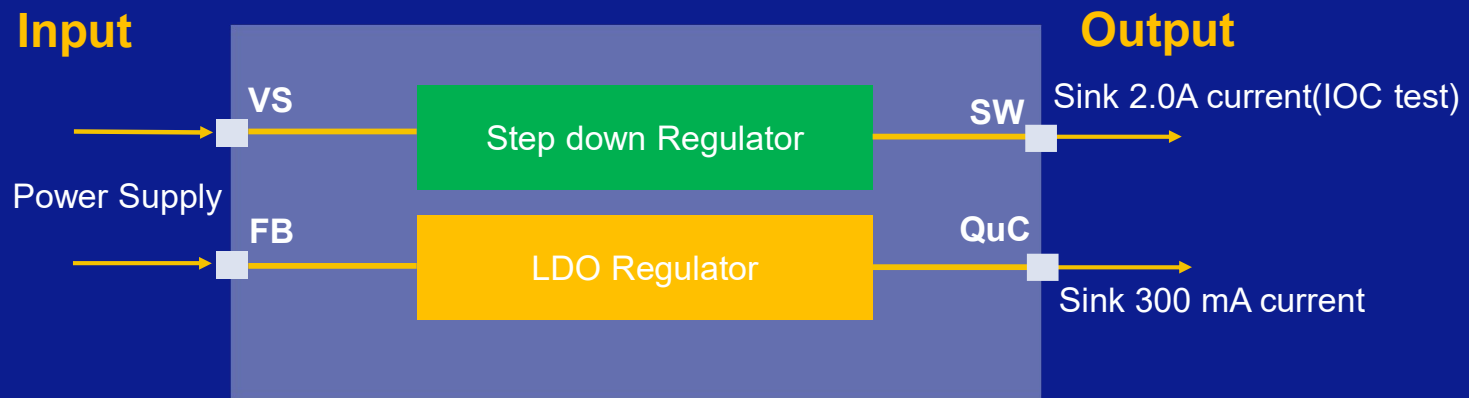 Input
Output
VS
Step down Regulator
SW
Sink 2.0A current(IOC test)
Power Supply
FB
LDO Regulator
QuC
Sink 300 mA current